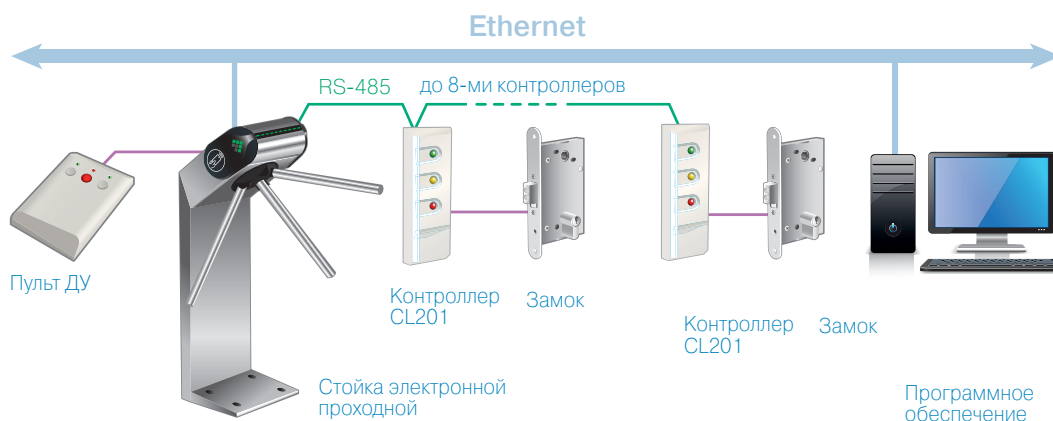 Ethernet
RS-485
до 8-ми контроллеров
Пульт ДУ
Контроллер
CL201
Замок
Контроллер
CL201
Замок
Стойка электронной
проходной
Программное
обеспечение